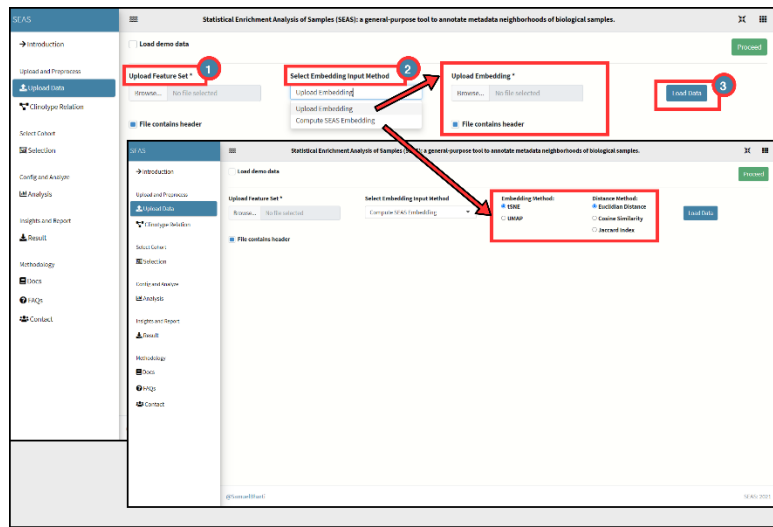 SEAS
Statistical Enrichment Analysis of Samples (SEAS): a general-purpose tool to annotate metadata neighborhoods of biological samples.
Introduction
Load demo data
Proceed
Upload and Preprocess
Upload Feature Set *
1
Select Embedding Input Method
2
Upload Embedding *
3
Upload Data
Browse... No file selected
Upload Embedding
Browse... No file selected
Load Data
Clinotype Relation
Upload Embedding
Compute SEAS Embedding
File contains header
File contains header
Select Cohort
Selection
Config and Analyze
Analysis
Insights and Report
Result
Methodology
Docs
FAQs
Contact
SEAS
Statistical Enrichment Analysis of Samples (SEAS): a general-purpose tool to annotate metadata neighborhoods of biological samples.
Introduction
Load demo data
Proceed
Upload and Preprocess
Upload Feature Set *
Select Embedding Input Method
Embedding Method:
Distance Method:
Upload Data
Browse... No file selected
Compute SEAS Embedding
tSNE
Euclidian Distance
Load Data
Clinotype Relation
UMAP
Cosine Similarity
File contains header
Jaccard Index
Select Cohort
Selection
Config and Analyze
Analysis
Insights and Report
Result
Methodology
Docs
FAQs
Contact